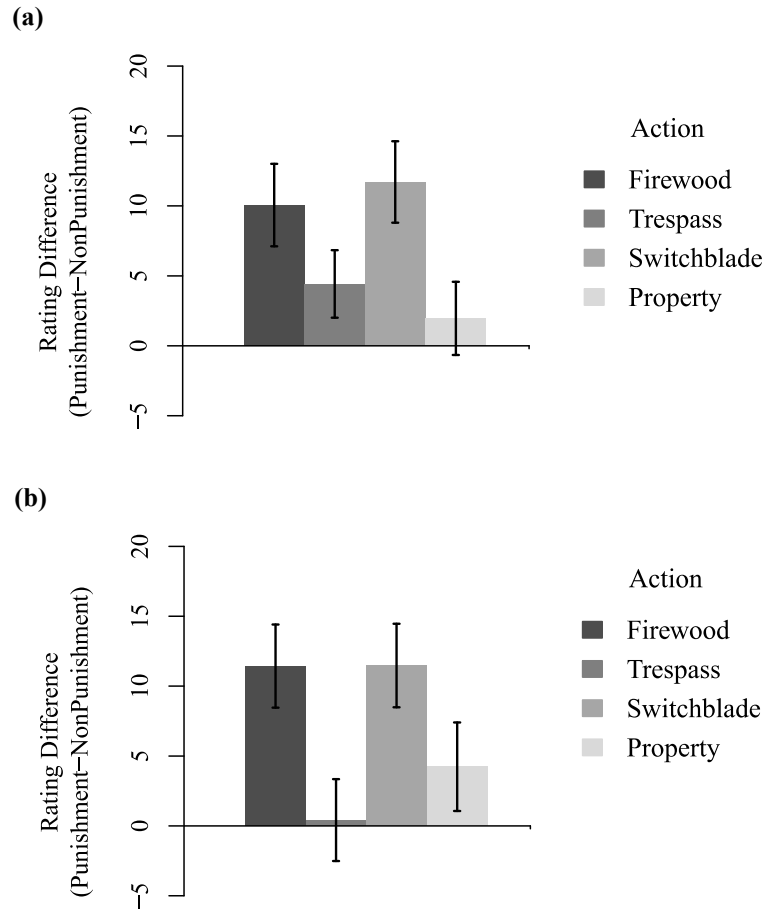 (a)
Rating Difference
(Punishment−NonPunishment)
20
15
10
5
0
−5
Action
Firewood
Trespass
Switchblade
Property
(b)
Rating Difference
(Punishment−NonPunishment)
20
15
10
5
0
−5
Action
Firewood
Trespass
Switchblade
Property